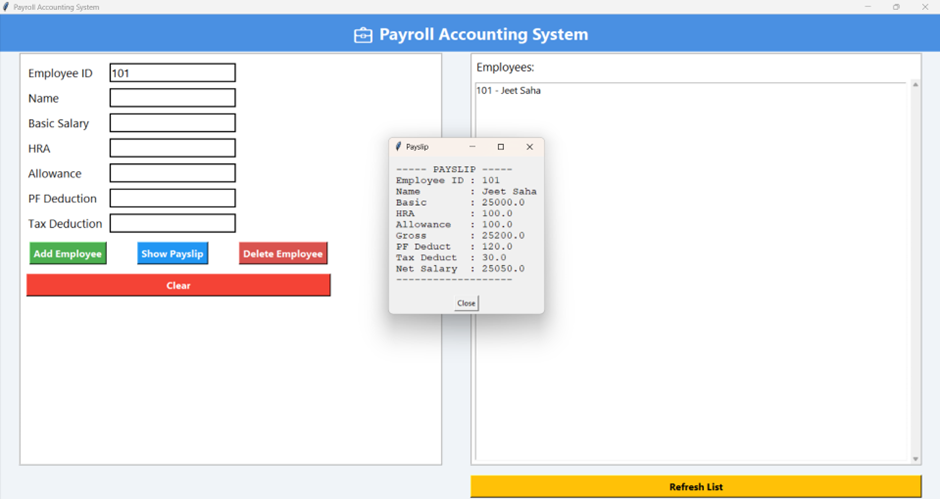 Payroll Accounting System
Payroll Accounting System
Employee ID 101
Name
Basic Salary
HRA
Allowance
PF Deduction
Tax Deduction
Add Employee Show Payslip Delete Employee
Clear
Employees:
101 - Jeet Saha
Refresh List
Payslip
----- PAYSLIP -----
Employee ID : 101
Name : Jeet Saha
Basic : 25000.0
HRA : 100.0
Allowance : 100.0
Gross : 25200.0
PF Deduct : 120.0
Tax Deduct : 30.0
Net Salary : 25050.0
-------------------
Close